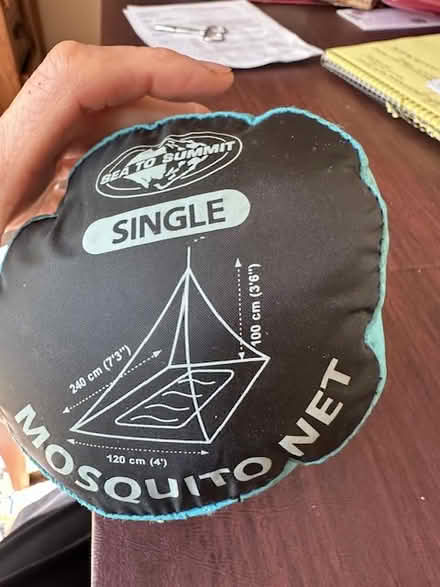 SEA TO SUMMIT
SINGLE
100 cm (3'6")
240 cm (7'3")
120 cm (4')
MOSQUITO NET